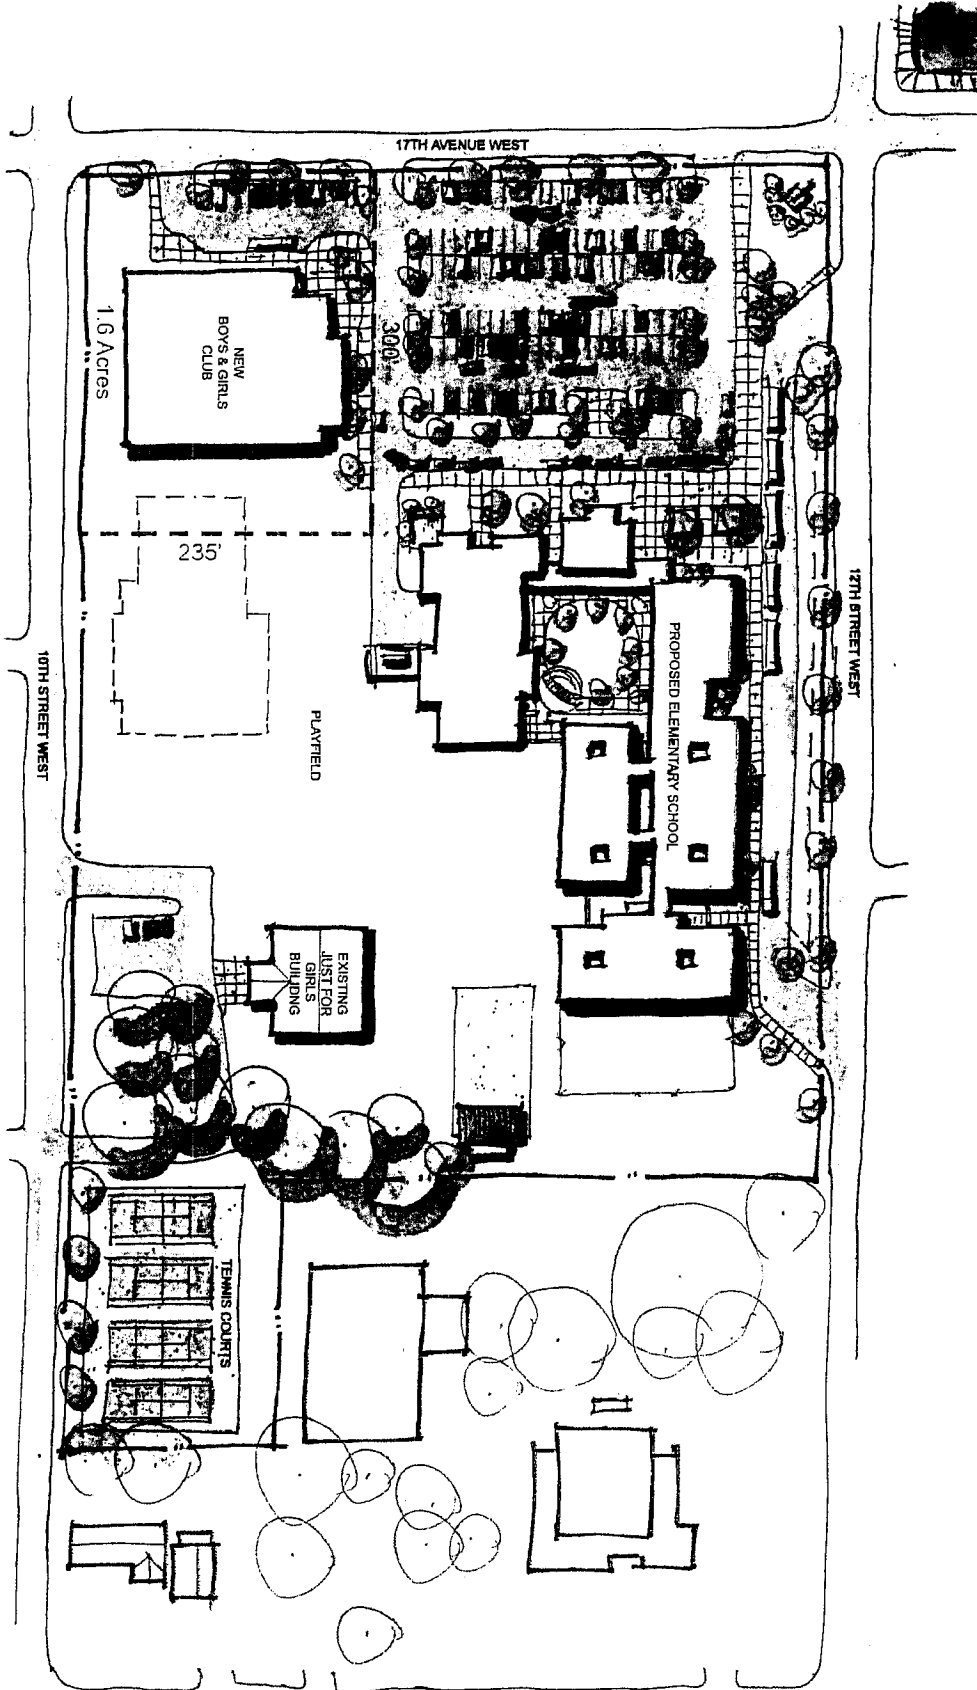 17TH AVENUE WEST
NEW
BOYS & GIRLS
CLUB
1.6 Acres
300'
235'
12TH STREET WEST
PROPOSED ELEMENTARY SCHOOL
10TH STREET WEST
PLAYFIELD
EXISTING
JUST FOR
GIRLS
BUILIDNG
TENNIS COURTS